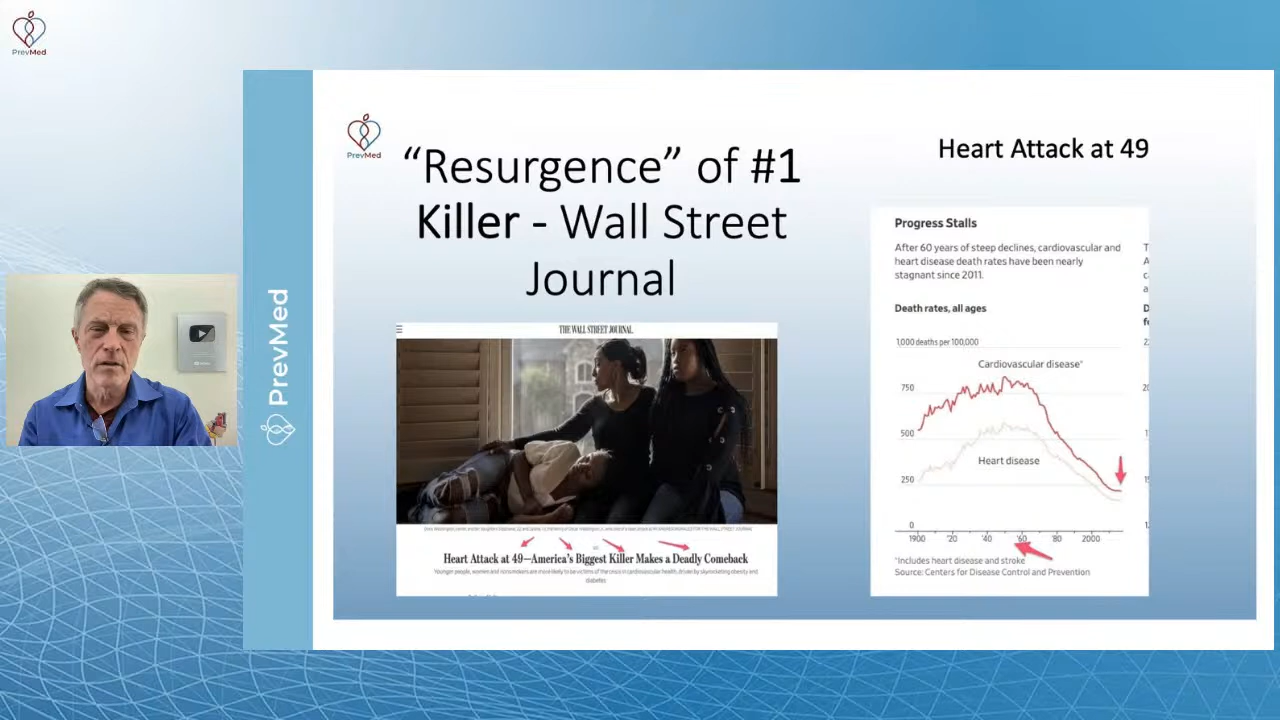 PrevMed
PrevMed
PrevMed
“Resurgence” of #1
Killer - Wall Street
Journal
THE WALL STREET JOURNAL
Heart Attack at 49—America's Biggest Killer Makes a Deadly Comeback
Younger people, women and nonsmokers are more likely to be victims of the crisis in cardiovascular health, driven by skyrocketing obesity and
diabetes
Heart Attack at 49
Progress Stalls
After 60 years of steep declines, cardiovascular and
heart disease death rates have been nearly
stagnant since 2011.
Death rates, all ages
1,000 deaths per 100,000
Cardiovascular disease*
750
500
Heart disease
250
0
1900 '20 '40 '60 '80 2000
*Includes heart disease and stroke
Source: Centers for Disease Control and Prevention